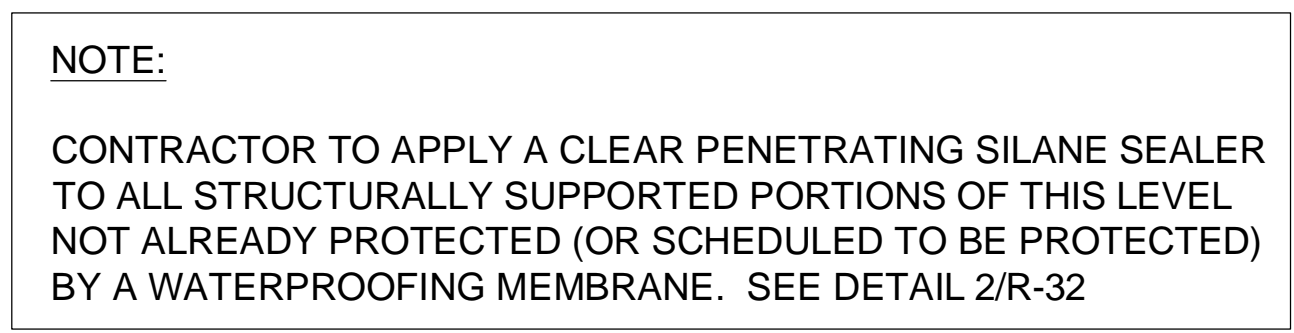 NOTE:
CONTRACTOR TO APPLY A CLEAR PENETRATING SILANE SEALER
TO ALL STRUCTURALLY SUPPORTED PORTIONS OF THIS LEVEL
NOT ALREADY PROTECTED (OR SCHEDULED TO BE PROTECTED)
BY A WATERPROOFING MEMBRANE.  SEE DETAIL 2/R-32